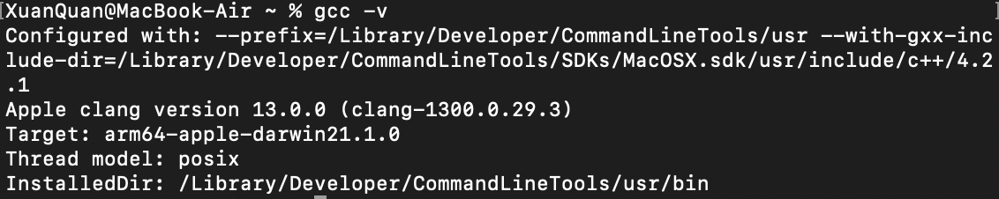 [XuanQuan@MacBook-Air ~ % gcc -v ]
Configured with: --prefix=/Library/Developer/CommandLineTools/usr --with-gxx-inc
lude-dir=/Library/Developer/CommandLineTools/SDKs/MacOSX.sdk/usr/include/c++/4.2
.1
Apple clang version 13.0.0 (clang-1300.0.29.3)
Target: arm64-apple-darwin21.1.0
Thread model: posix
InstalledDir: /Library/Developer/CommandLineTools/usr/bin